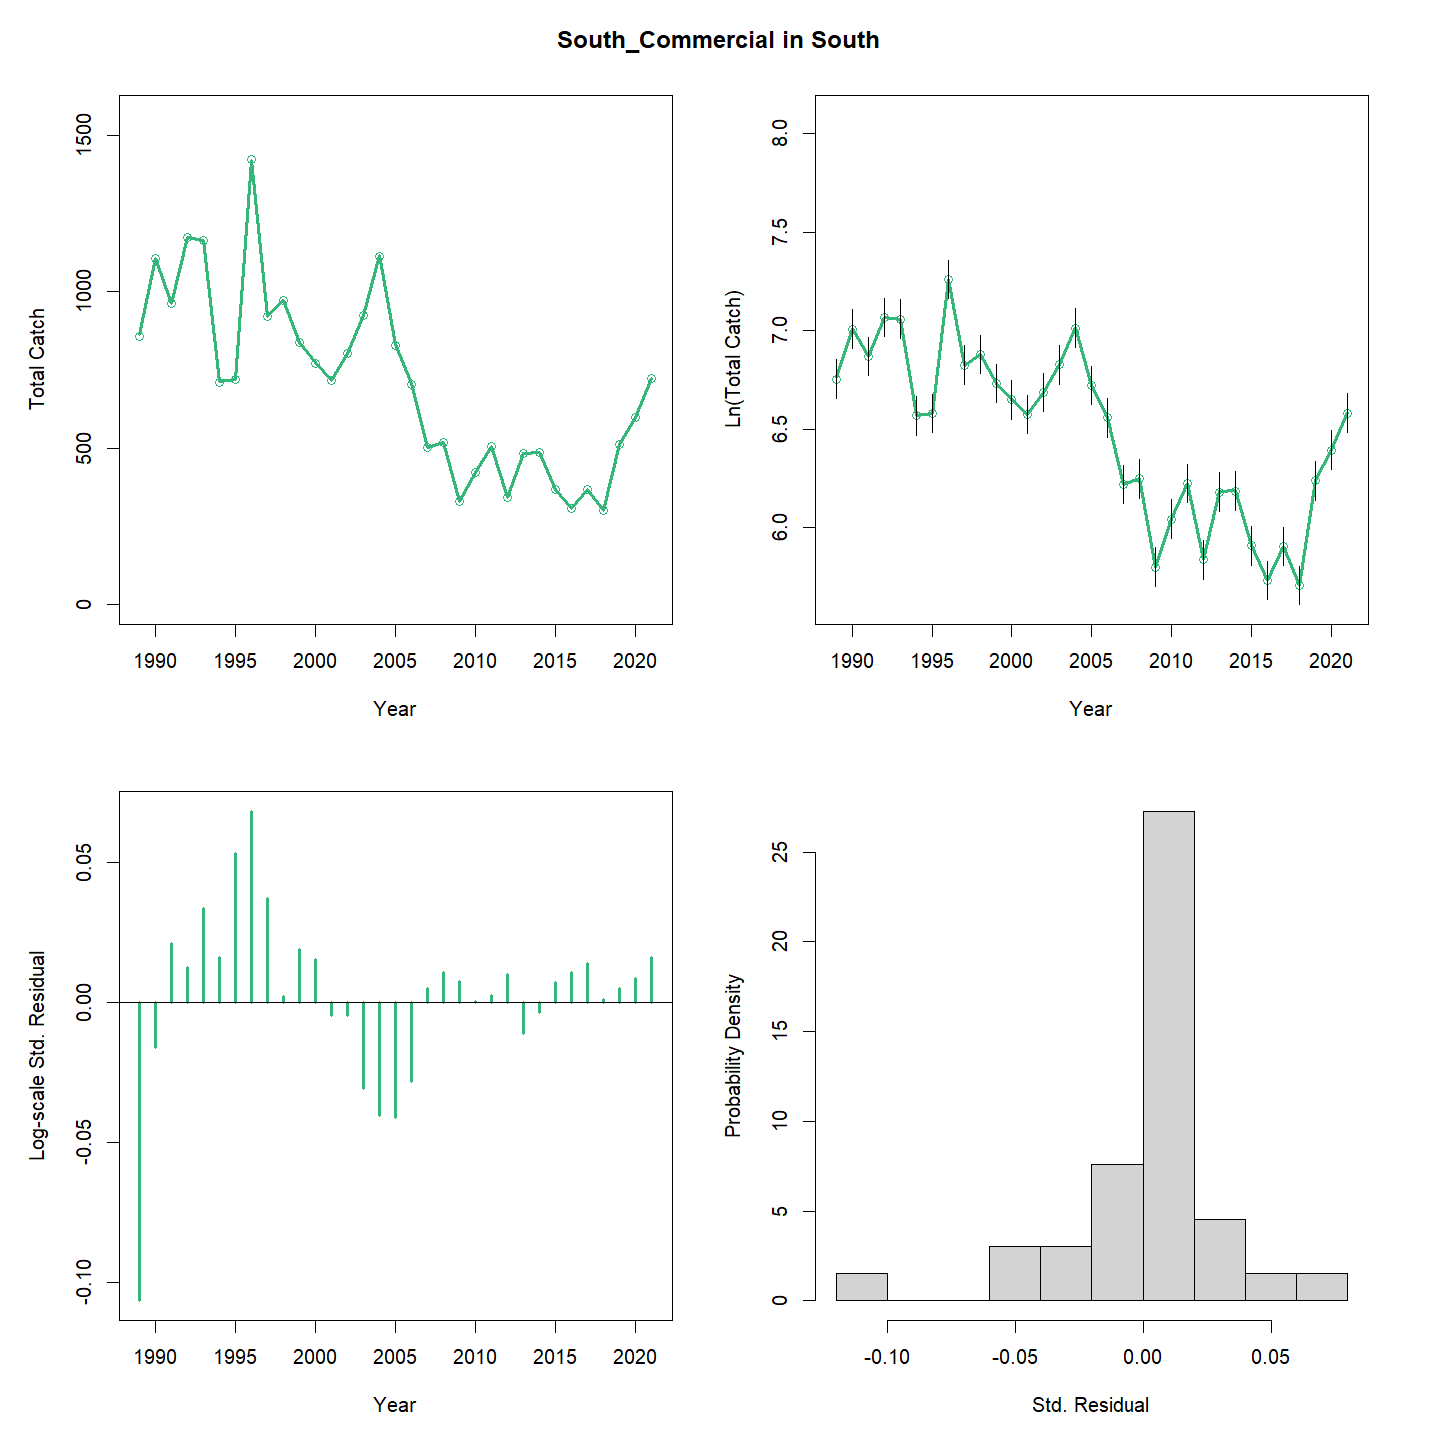 South_Commercial in South
Total Catch
1500
1000
500
0
1990 1995 2000 2005 2010 2015 2020
Year
Ln(Total Catch)
8.0
7.5
7.0
6.5
6.0
1990 1995 2000 2005 2010 2015 2020
Year
Log-scale Std. Residual
0.05
0.00
-0.05
-0.10
1990 1995 2000 2005 2010 2015 2020
Year
Probability Density
25
20
15
10
5
0
-0.10 -0.05 0.00 0.05
Std. Residual